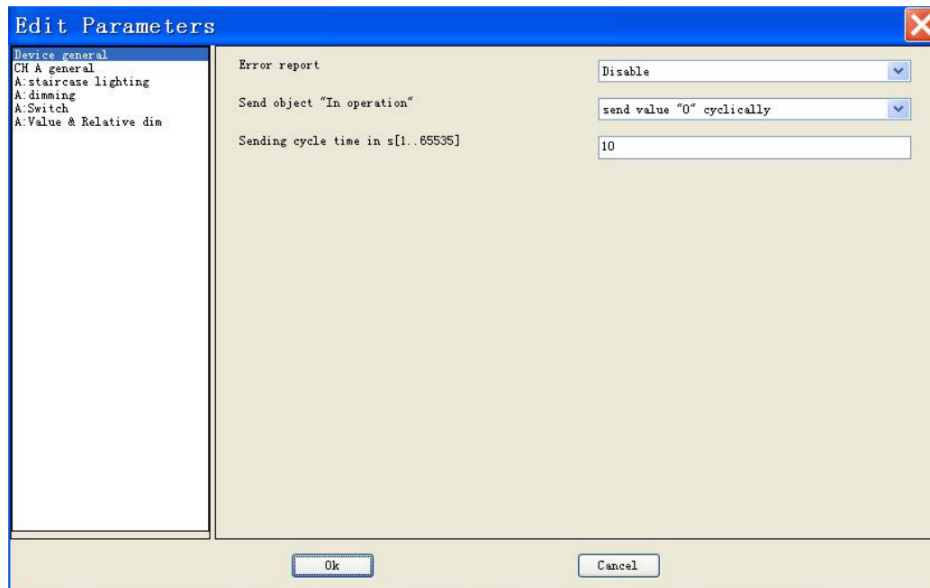 Edit Parameters
Device general
CH A general
A:staircase lighting
A:dimming
A:Switch
A:Value & Relative dim
Error report
Disable
Send object "In operation"
send value "0" cyclically
Sending cycle time in s[1..65535]
10
Ok
Cancel